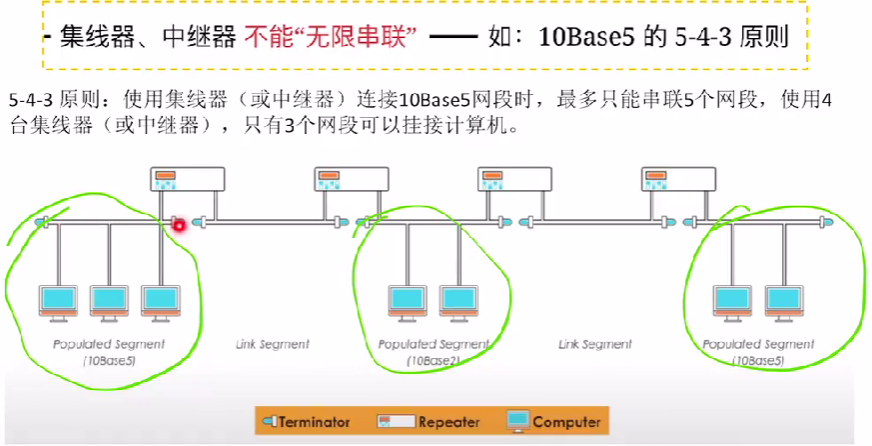 - 集线器、中继器 不能“无限串联” —— 如：10Base5 的 5-4-3 原则
5-4-3 原则：使用集线器（或中继器）连接10Base5网段时，最多只能串联5个网段，使用4
台集线器（或中继器），只有3个网段可以挂接计算机。
Populated Segment Link Segment Populated Segment Link Segment Populated Segment
(10Base5) (10Base2) (10Base5)
Terminator Repeater Computer